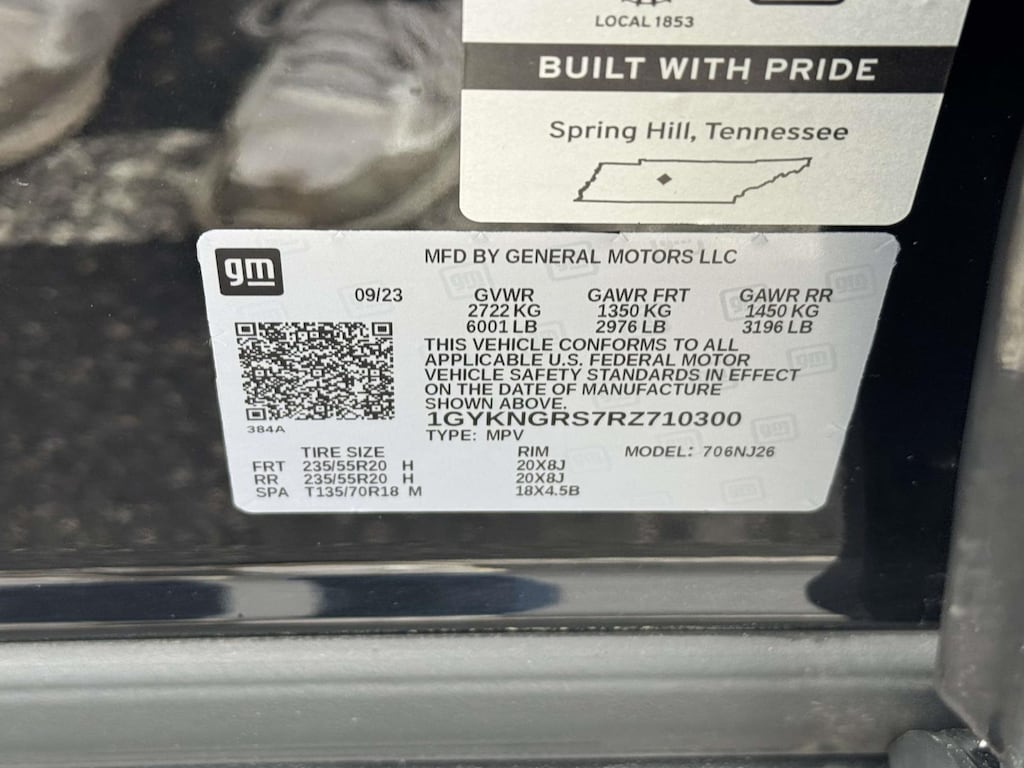 LOCAL 1853
BUILT WITH PRIDE
Spring Hill, Tennessee
gm
MFD BY GENERAL MOTORS LLC
09/23 GVWR GAWR FRT GAWR RR
2722 KG 1350 KG 1450 KG
6001 LB 2976 LB 3196 LB
THIS VEHICLE CONFORMS TO ALL
APPLICABLE U.S. FEDERAL MOTOR
VEHICLE SAFETY STANDARDS IN EFFECT
ON THE DATE OF MANUFACTURE
SHOWN ABOVE.
1GYKNGRS7RZ710300
384A
TYPE: MPV
TIRE SIZE RIM MODEL: 706NJ26
FRT 235/55R20 H 20X8J
RR 235/55R20 H 20X8J
SPA T135/70R18 M 18X4.5B